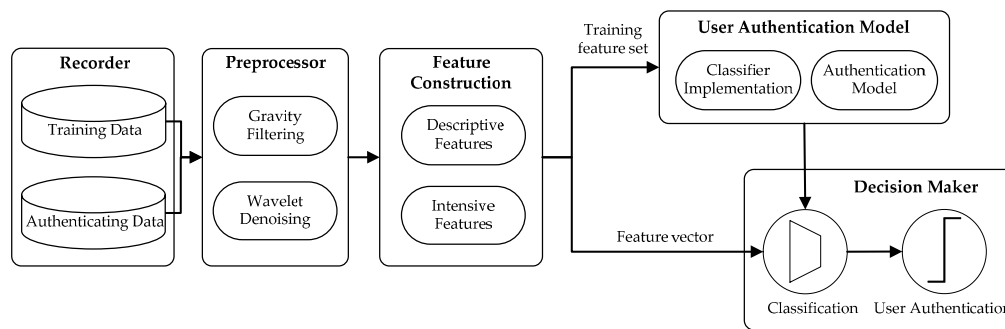 Recorder
Training Data
Authenticating Data
Preprocessor
Gravity
Filtering
Wavelet
Denoising
Feature
Construction
Descriptive
Features
Intensive
Features
Training
feature set
Feature vector
User Authentication Model
Classifier
Implementation
Authentication
Model
Decision Maker
Classification
User Authentication